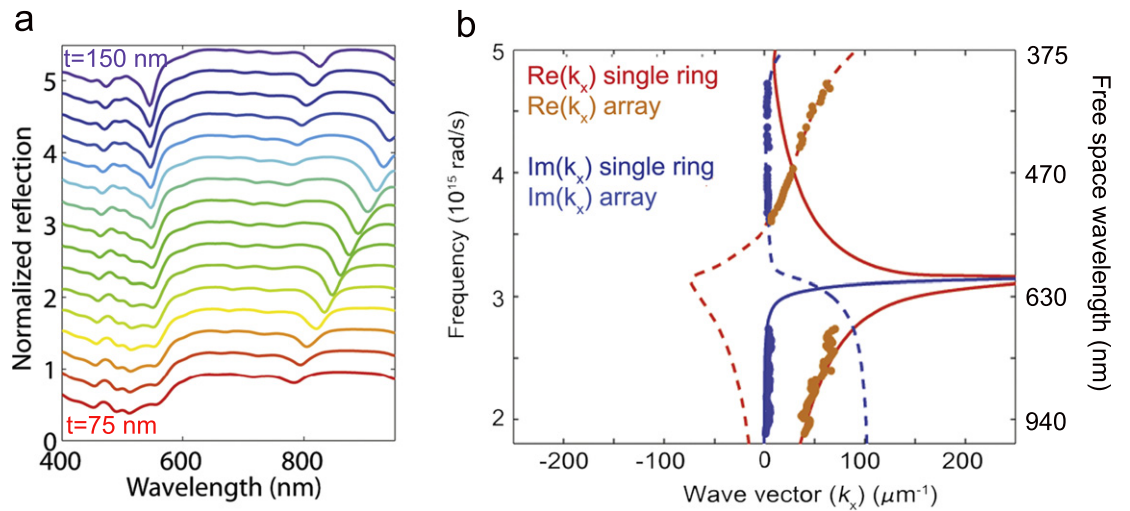 a
t=150 nm
5
4
3
2
1
0
t=75 nm
400 600 800
Normalized reflection
Wavelength (nm)
b
Re(kx) single ring
Re(kx) array
Im(kx) single ring
Im(kx) array
5
4
3
2
Frequency (10¹⁵ rad/s)
375
470
630
940
Free space wavelength (nm)
-200 -100 0 100 200
Wave vector (kx) (μm⁻¹)